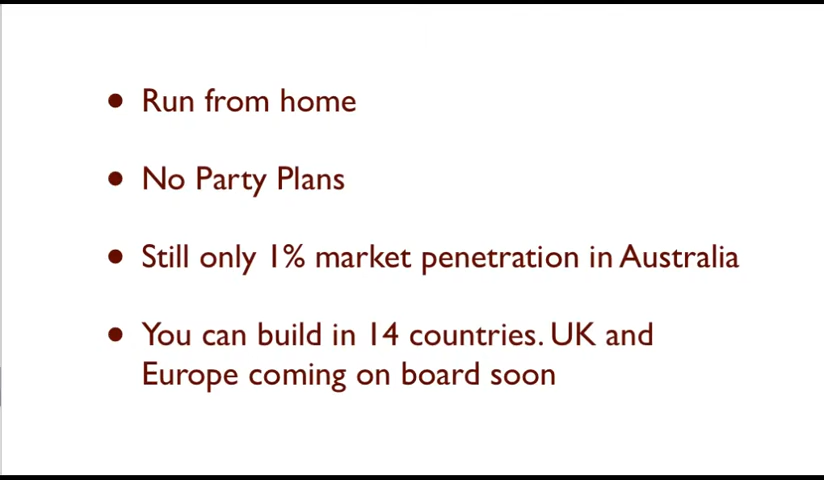 • Run from home
• No Party Plans
• Still only 1% market penetration in Australia
• You can build in 14 countries. UK and
Europe coming on board soon